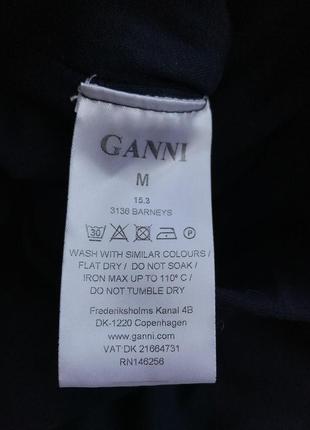 GANNI
M
15.3
3136 BARNEYS
30 P
WASH WITH SIMILAR COLOURS /
FLAT DRY / DO NOT SOAK /
IRON MAX UP TO 110° C /
DO NOT TUMBLE DRY
Frederiksholms Kanal 4B
DK-1220 Copenhagen
www.ganni.com
VAT DK 21664731
RN146256